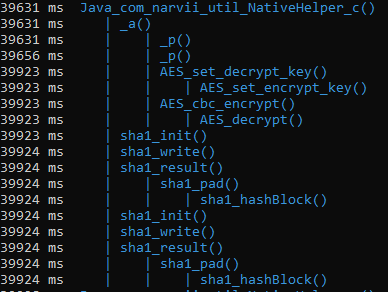 39631 ms Java_com_narvii_util_NativeHelper_c()
39631 ms | _a()
39631 ms | | _p()
39656 ms | | _p()
39923 ms | | AES_set_decrypt_key()
39923 ms | | | AES_set_encrypt_key()
39923 ms | | AES_cbc_encrypt()
39923 ms | | | AES_decrypt()
39923 ms | sha1_init()
39924 ms | sha1_write()
39924 ms | sha1_result()
39924 ms | | sha1_pad()
39924 ms | | | sha1_hashBlock()
39924 ms | sha1_init()
39924 ms | sha1_write()
39924 ms | sha1_result()
39924 ms | | sha1_pad()
39924 ms | | | sha1_hashBlock()